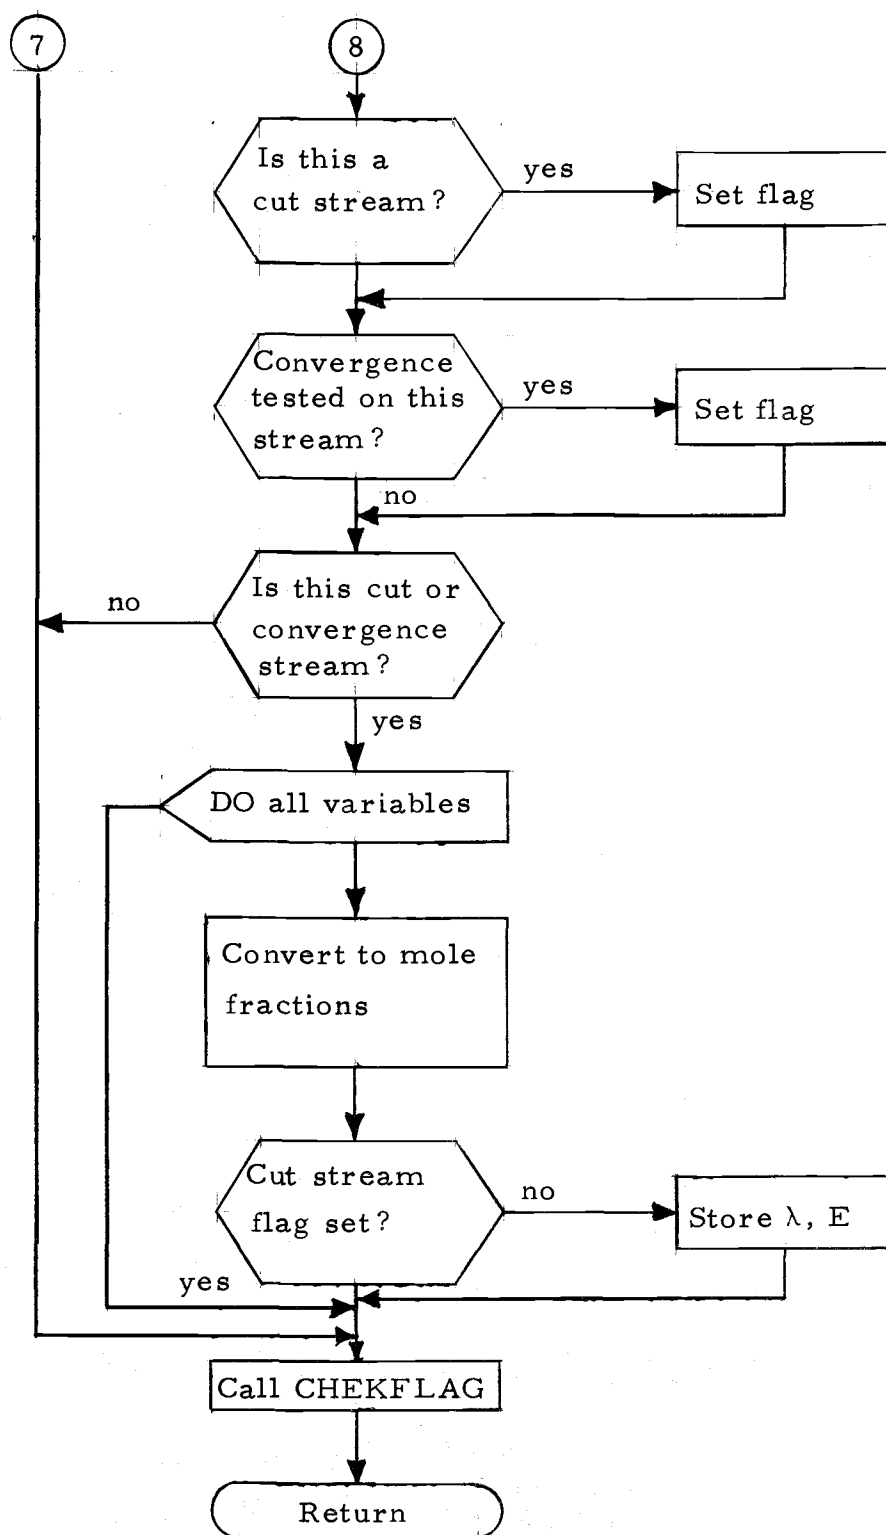 7
8
Is this a
cut stream?
yes
Set flag
Convergence
tested on this
stream?
yes
Set flag
no
Is this cut or
convergence
stream?
no
yes
DO all variables
Convert to mole
fractions
Cut stream
flag set?
no
Store λ, E
yes
Call CHEKFLAG
Return